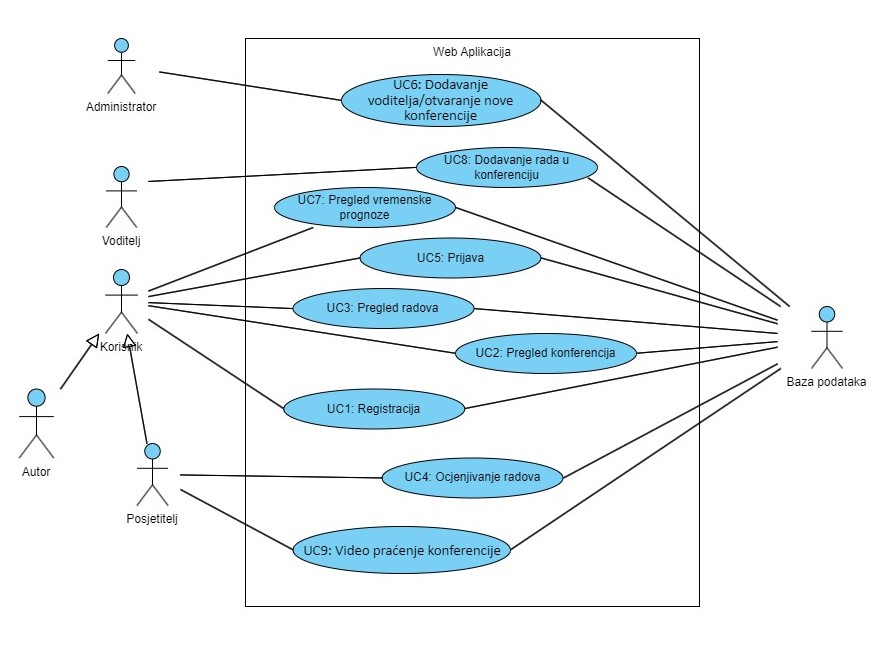 Web Aplikacija
Administrator
UC6: Dodavanje
voditelja/otvaranje nove
konferencije
UC8: Dodavanje rada u
konferenciju
Voditelj
UC7: Pregled vremenske
prognoze
UC5: Prijava
UC3: Pregled radova
Korisnik
UC2: Pregled konferencija
Baza podataka
UC1: Registracija
Autor
UC4: Ocjenjivanje radova
Posjetitelj
UC9: Video praćenje konferencije